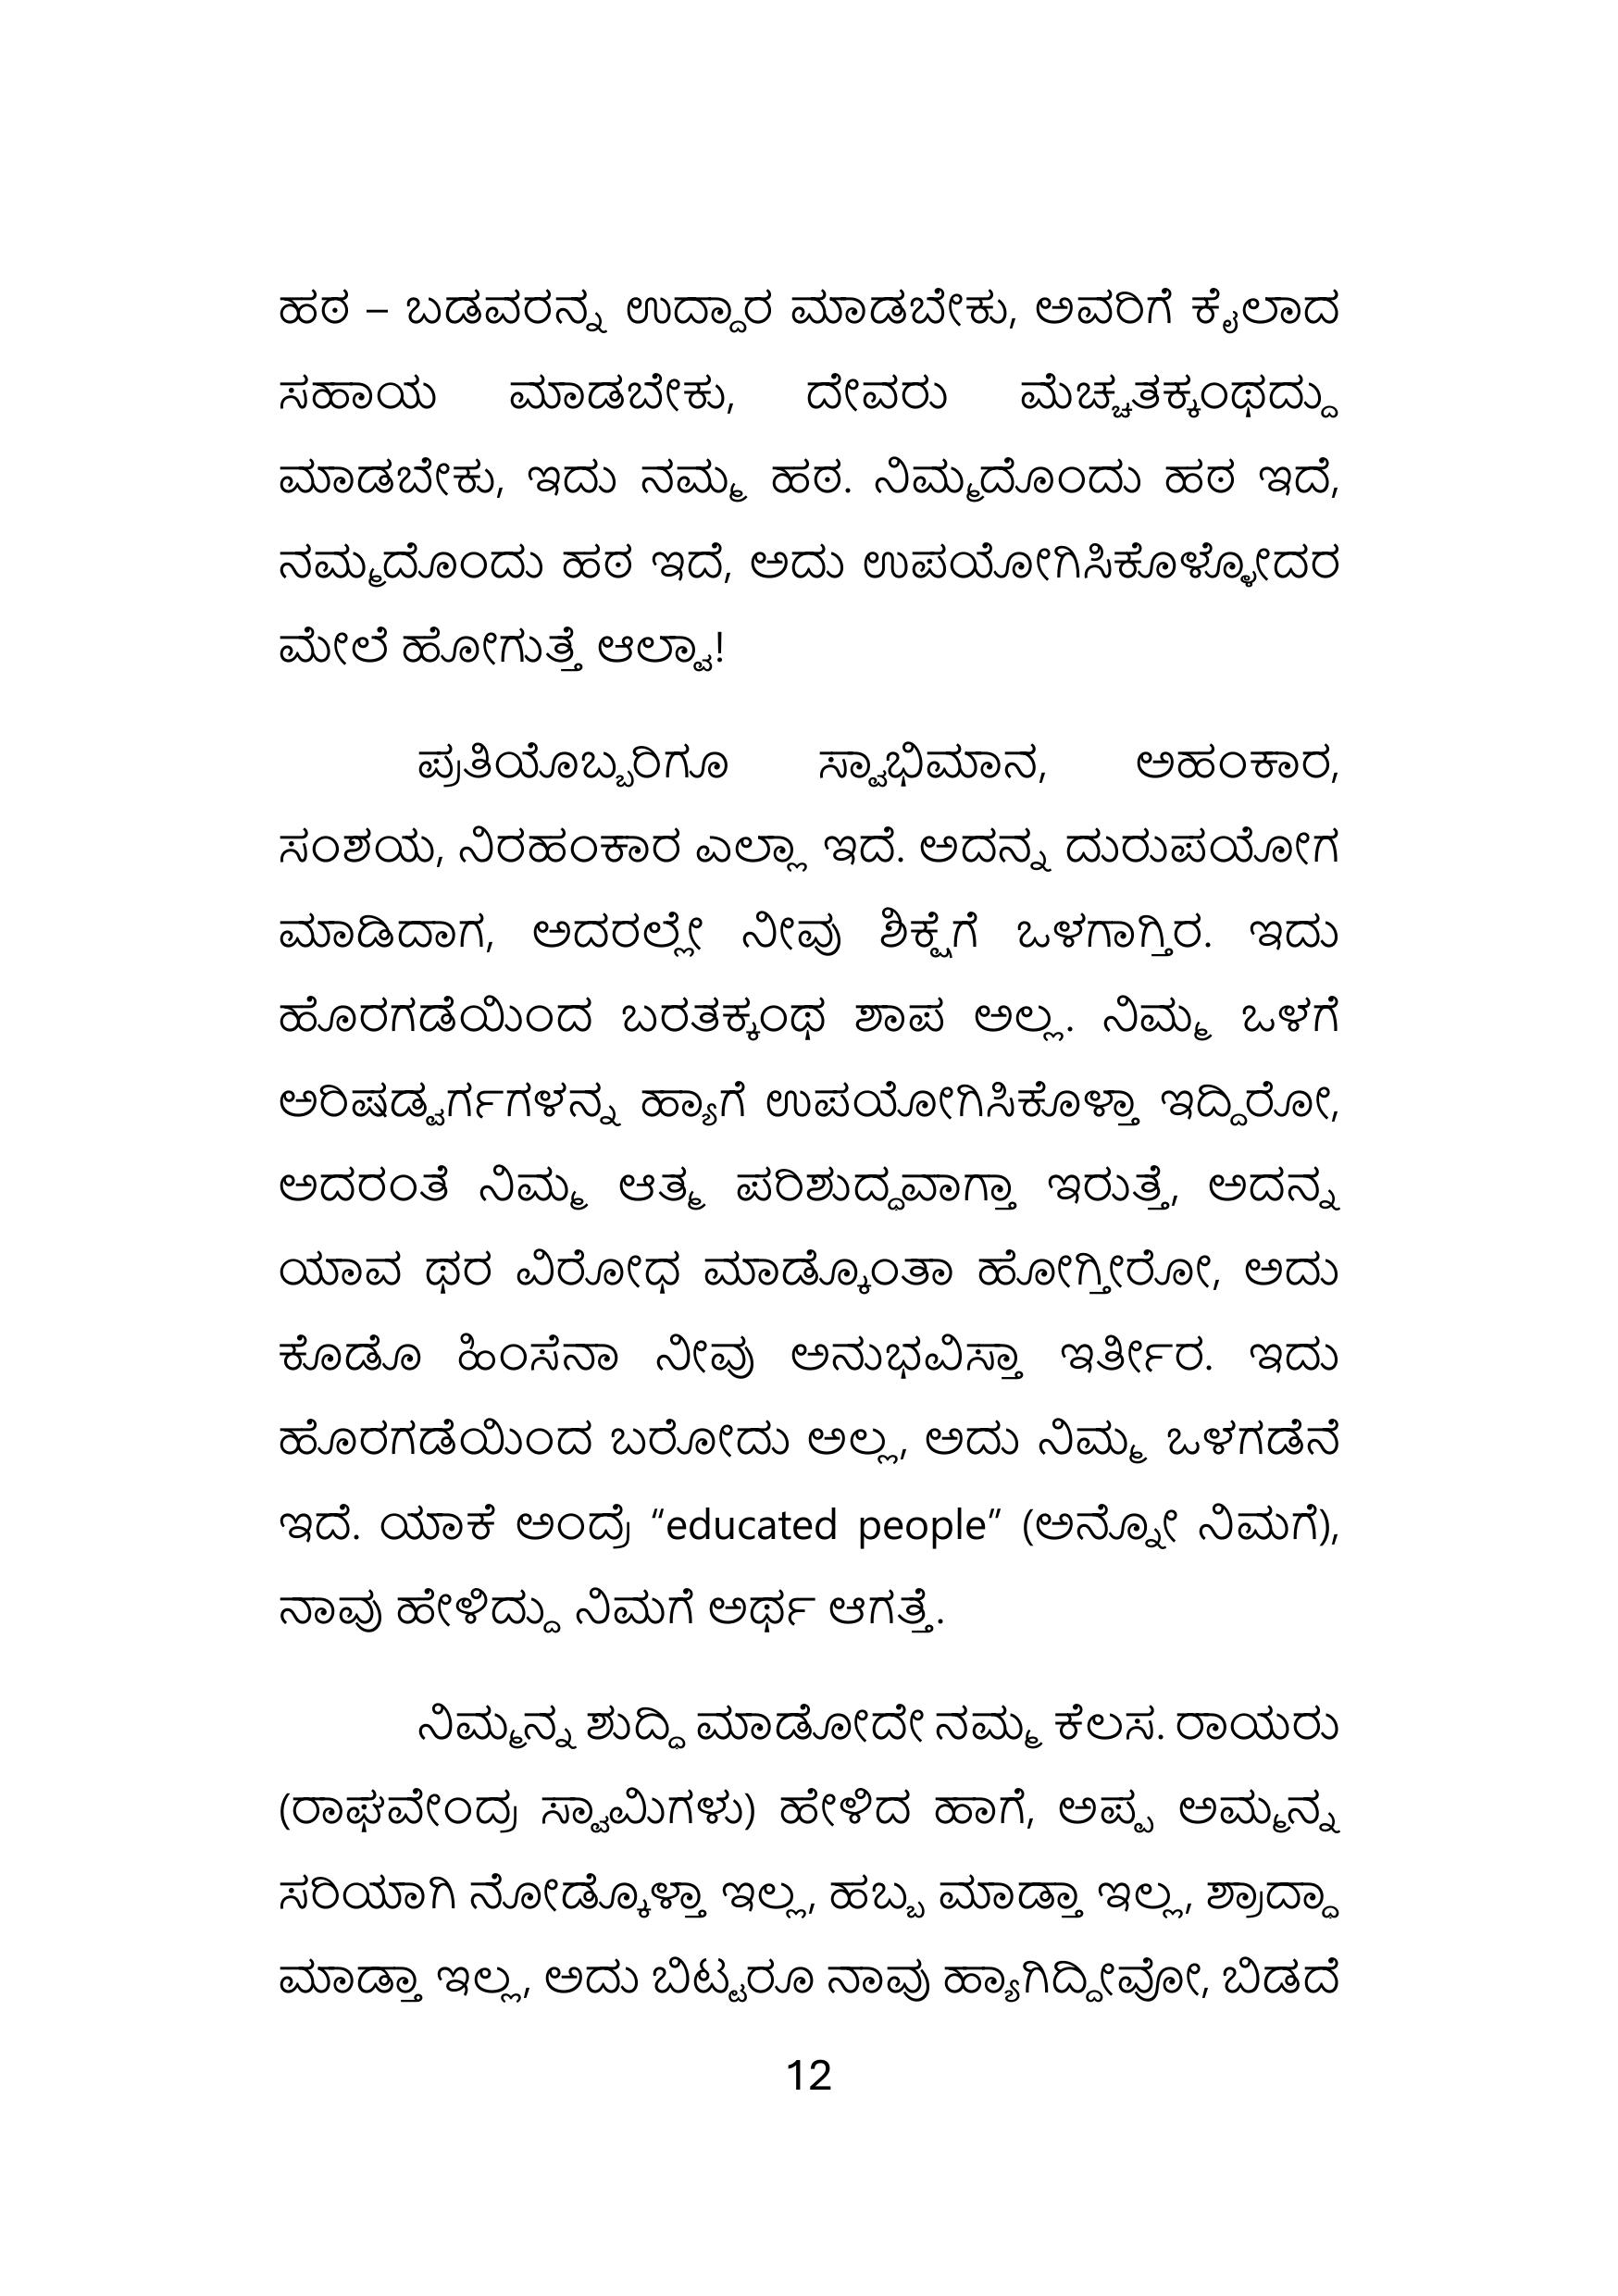 ಹಠ – ಬಡವರನ್ನ ಉದ್ದಾರ ಮಾಡಬೇಕು, ಅವರಿಗೆ ಕೈಲಾದ
ಸಹಾಯ ಮಾಡಬೇಕು, ದೇವರು ಮೆಚ್ಚತಕ್ಕಂಥದ್ದು
ಮಾಡಬೇಕು, ಇದು ನಮ್ಮ ಹಠ. ನಿಮ್ಮದೊಂದು ಹಠ ಇದೆ,
ನಮ್ಮದೊಂದು ಹಠ ಇದೆ, ಅದು ಉಪಯೋಗಿಸಿಕೊಳ್ಳೋದರ
ಮೇಲೆ ಹೋಗುತ್ತೆ ಆಲ್ವಾ!
ಪ್ರತಿಯೊಬ್ಬರಿಗೂ ಸ್ವಾಭಿಮಾನ, ಅಹಂಕಾರ,
ಸಂಶಯ, ನಿರಹಂಕಾರ ಎಲ್ಲಾ ಇದೆ. ಅದನ್ನ ದುರುಪಯೋಗ
ಮಾಡಿದಾಗ, ಅದರಲ್ಲೇ ನೀವು ಶಿಕ್ಷೆಗೆ ಒಳಗಾಗ್ತಿರ. ಇದು
ಹೊರಗಡೆಯಿಂದ ಬರತಕ್ಕಂಥ ಶಾಪ ಅಲ್ಲ. ನಿಮ್ಮ ಒಳಗೆ
ಅರಿಷಡ್ವರ್ಗಗಳನ್ನ ಹ್ಯಾಗೆ ಉಪಯೋಗಿಸಿಕೊಳ್ತಾ ಇದ್ದಿರೋ,
ಅದರಂತೆ ನಿಮ್ಮ ಆತ್ಮ ಪರಿಶುದ್ಧವಾಗ್ತಾ ಇರುತ್ತೆ, ಅದನ್ನ
ಯಾವ ಥರ ವಿರೋಧ ಮಾಡ್ಕೊಂತಾ ಹೋಗ್ತೀರೋ, ಅದು
ಕೊಡೊ ಹಿಂಸೆನಾ ನೀವು ಅನುಭವಿಸ್ತಾ ಇರ್ತೀರ. ಇದು
ಹೊರಗಡೆಯಿಂದ ಬರೋದು ಅಲ್ಲ, ಅದು ನಿಮ್ಮ ಒಳಗಡೆನೆ
ಇದೆ. ಯಾಕೆ ಅಂದ್ರೆ “educated people” (ಅನ್ನೋ ನಿಮಗೆ),
ನಾವು ಹೇಳಿದ್ದು ನಿಮಗೆ ಅರ್ಥ ಆಗತ್ತೆ.
ನಿಮ್ಮನ್ನ ಶುದ್ಧಿ ಮಾಡೋದೇ ನಮ್ಮ ಕೆಲಸ. ರಾಯರು
(ರಾಘವೇಂದ್ರ ಸ್ವಾಮಿಗಳು) ಹೇಳಿದ ಹಾಗೆ, ಅಪ್ಪ ಅಮ್ಮನ್ನ
ಸರಿಯಾಗಿ ನೋಡ್ಕೊಳ್ತಾ ಇಲ್ಲ, ಹಬ್ಬ ಮಾಡ್ತಾ ಇಲ್ಲ, ಶ್ರಾದ್ಧಾ
ಮಾಡ್ತಾ ಇಲ್ಲ, ಅದು ಬಿಟ್ಟರೂ ನಾವು ಹ್ಯಾಗಿದ್ದೀವೋ, ಬಿಡದೆ
12